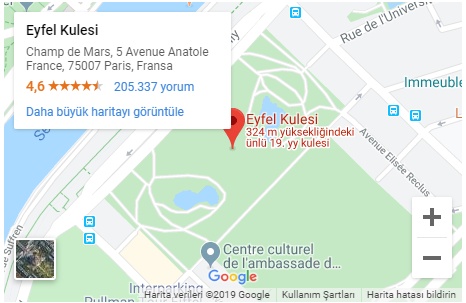 Eyfel Kulesi
Champ de Mars, 5 Avenue Anatole
France, 75007 Paris, Fransa
4,6 205.337 yorum
Daha büyük haritayı görüntüle
Rue de l'Univers
Immeuble
Eyfel Kulesi
324 m yüksekliğindeki
ünlü 19. yy kulesi
Avenue Elisée Reclus
Suffren
Centre culturel
de l'ambassade d...
Google
Interparking
Pullman
+
−
Harita verileri ©2019 Google Kullanım Şartları Harita hatası bildirin